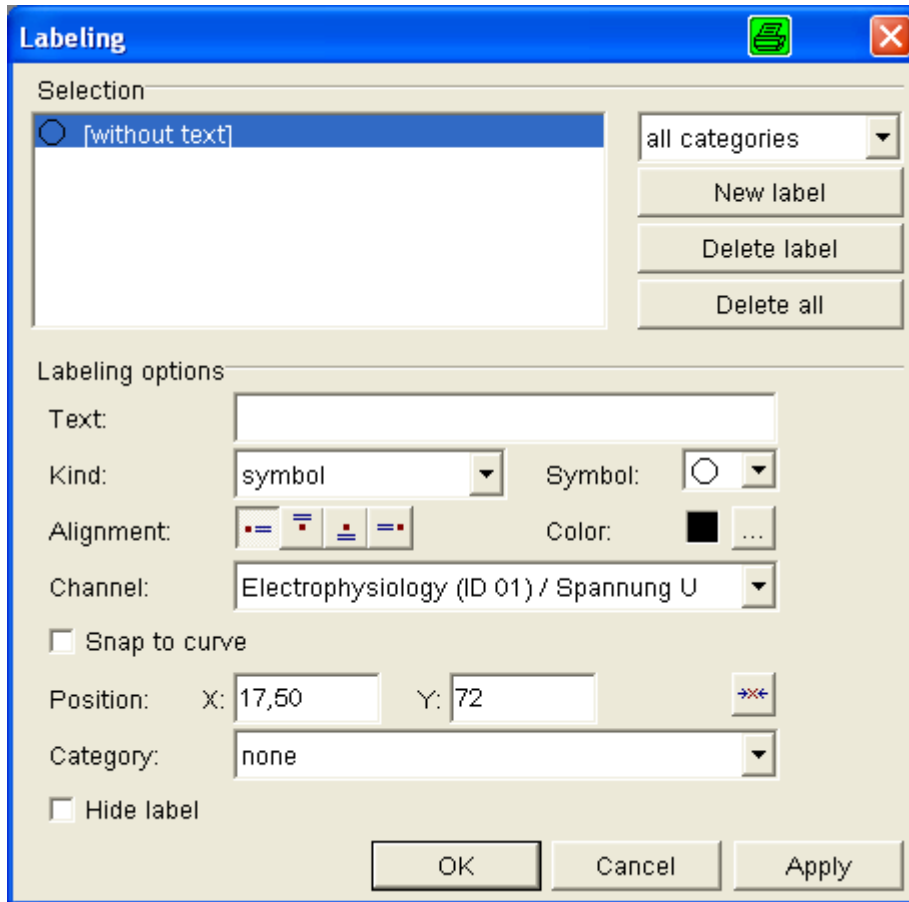 Labeling
Selection
[without text]
all categories
New label
Delete label
Delete all
Labeling options
Text:
Kind: symbol Symbol:
Alignment: Color: ...
Channel: Electrophysiology (ID 01) / Spannung U
Snap to curve
Position: X: 17,50 Y: 72
Category: none
Hide label
OK Cancel Apply